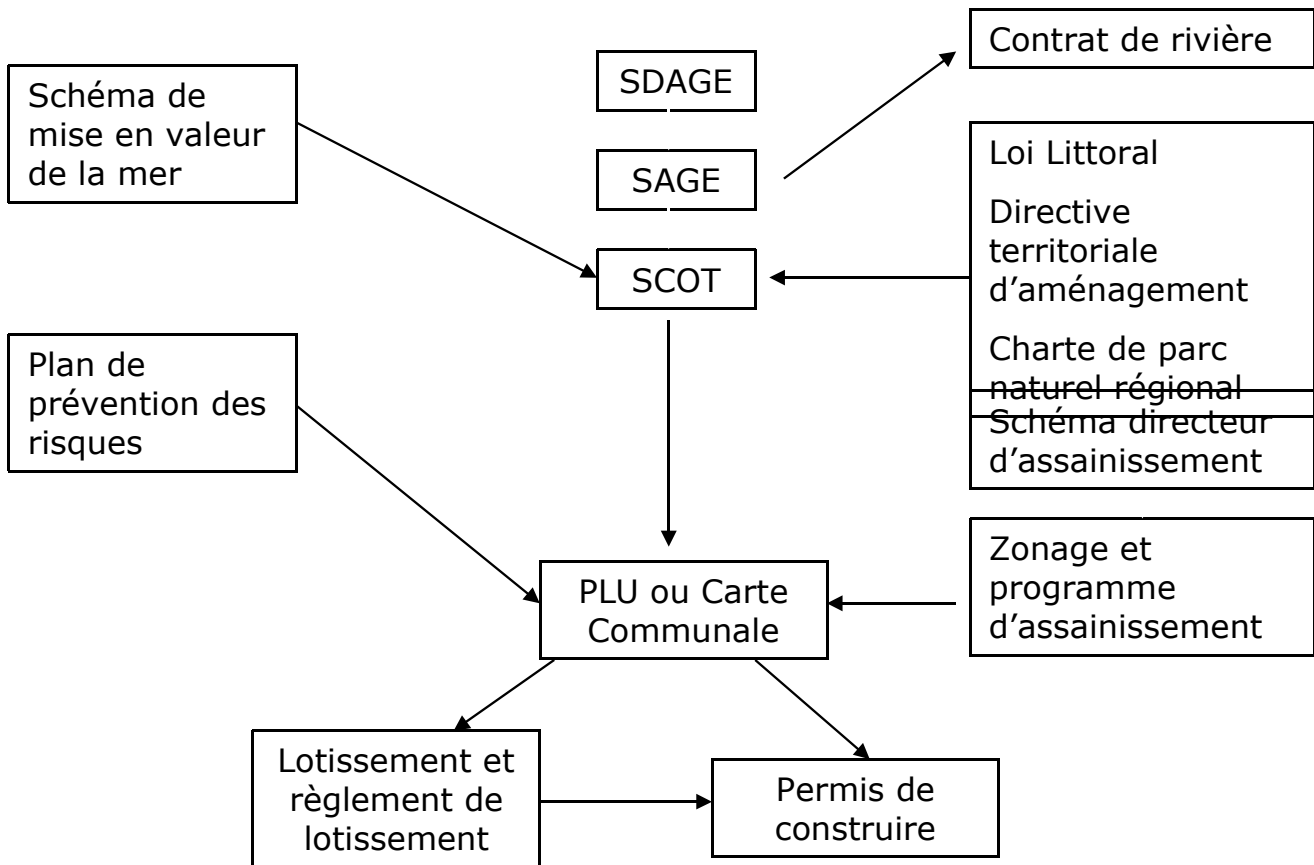 Contrat de rivière
SDAGE
Schéma de
mise en valeur
de la mer
SAGE
Loi Littoral
Directive
territoriale
d'aménagement
SCOT
Charte de parc
naturel régional
Schéma directeur
d'assainissement
Plan de
prévention des
risques
Zonage et
programme
d'assainissement
PLU ou Carte
Communale
Lotissement et
règlement de
lotissement
Permis de
construire